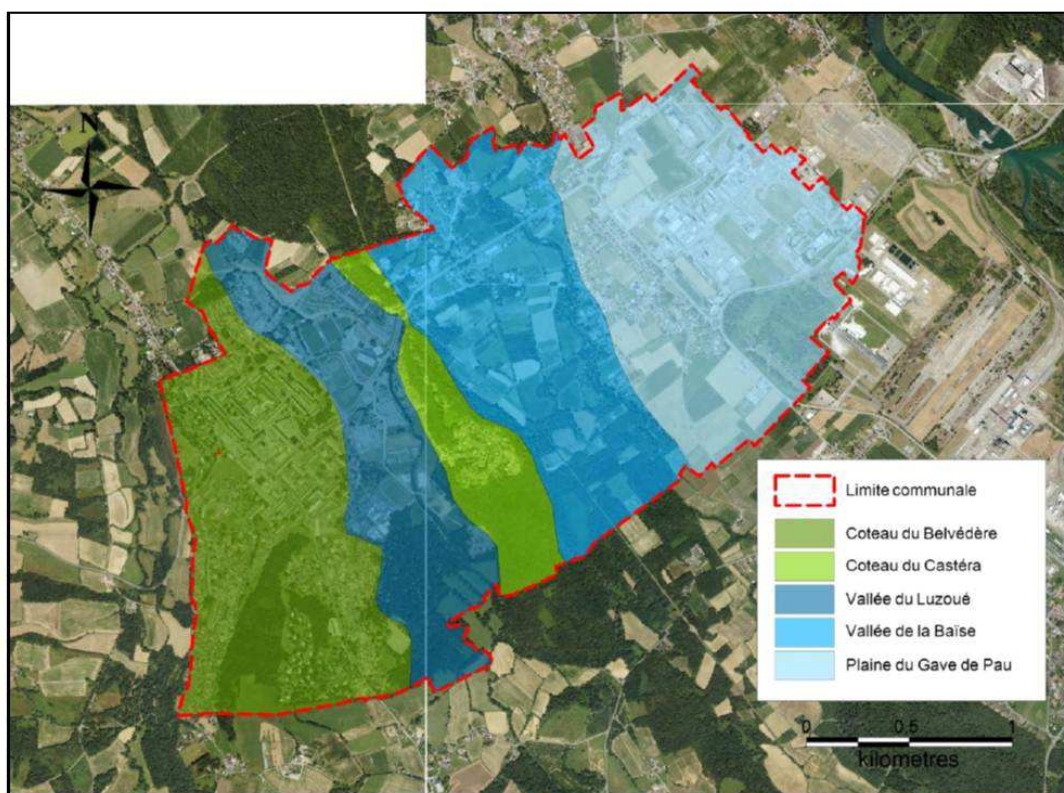 N
Limite communale
Coteau du Belvédère
Coteau du Castéra
Vallée du Luzoué
Vallée de la Baïse
Plaine du Gave de Pau
0 0.5 1
kilometres